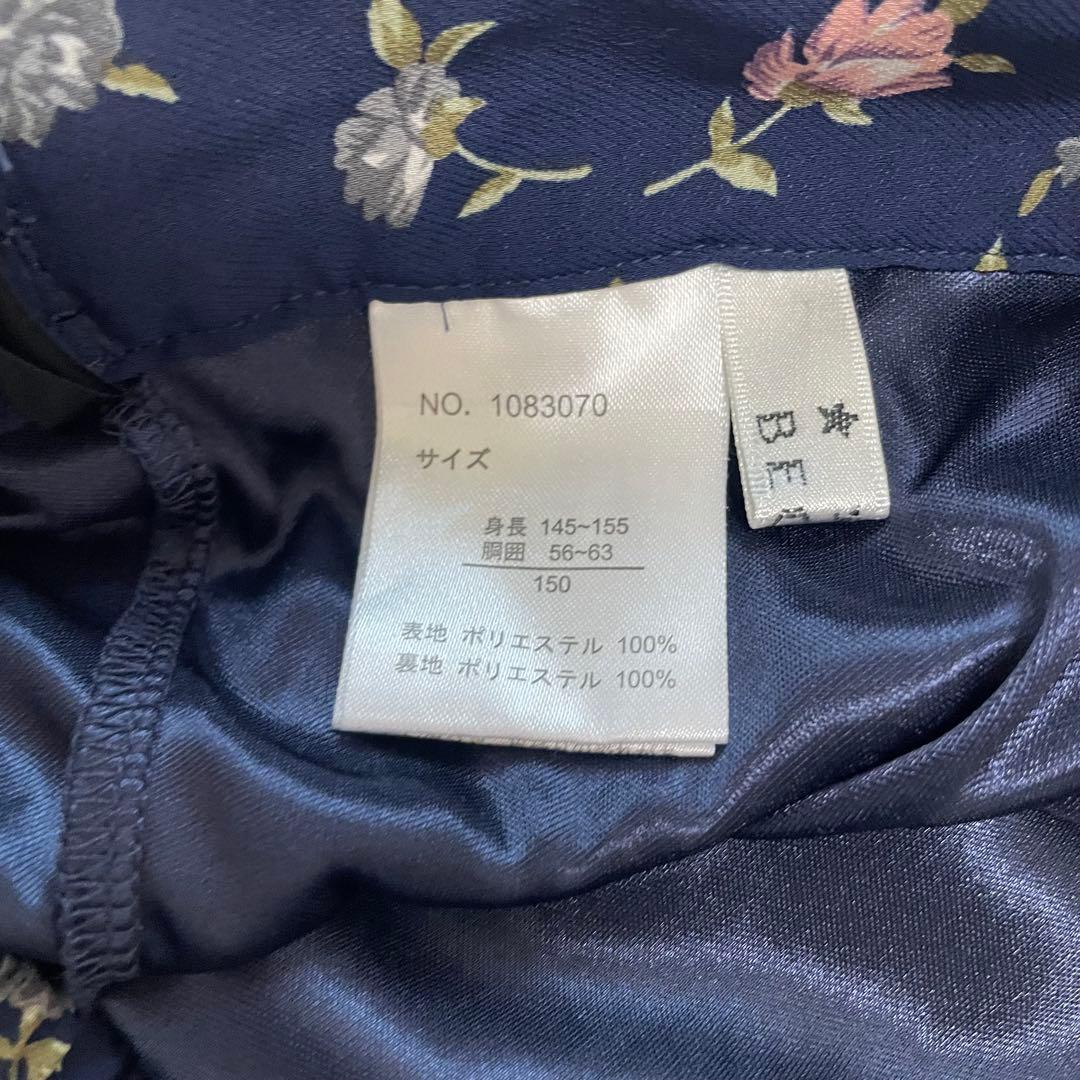 NO. 1083070
サイズ
身長 145~155
胴囲 56~63
150
表地 ポリエステル 100%
裏地 ポリエステル 100%
★
BE